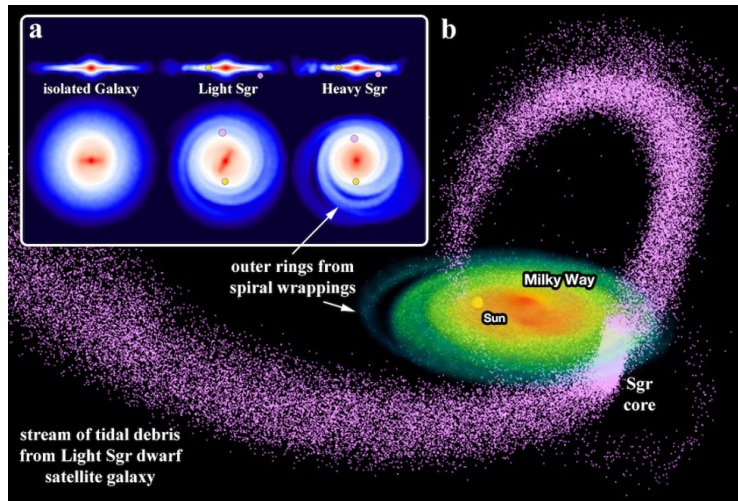 a
isolated Galaxy
Light Sgr
Heavy Sgr
b
outer rings from
spiral wrappings
Milky Way
Sun
Sgr
core
stream of tidal debris
from Light Sgr dwarf
satellite galaxy